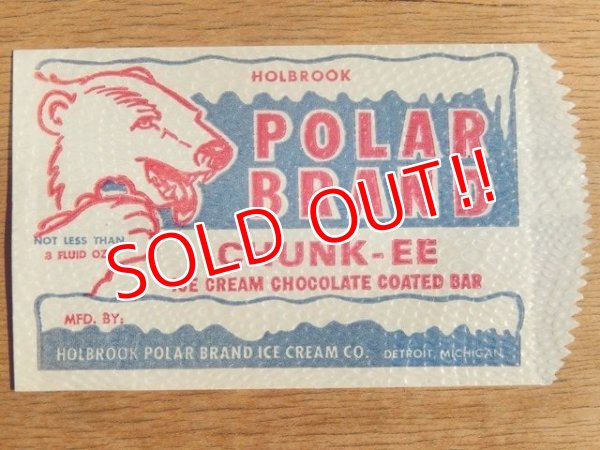 HOLBROOK
POLAR
BRAND
SOLD OUT!!
NOT LESS THAN
3 FLUID OZ
CHUNK-EE
ICE CREAM CHOCOLATE COATED BAR
MFD. BY:
HOLBROOK POLAR BRAND ICE CREAM CO. DETROIT, MICHIGAN